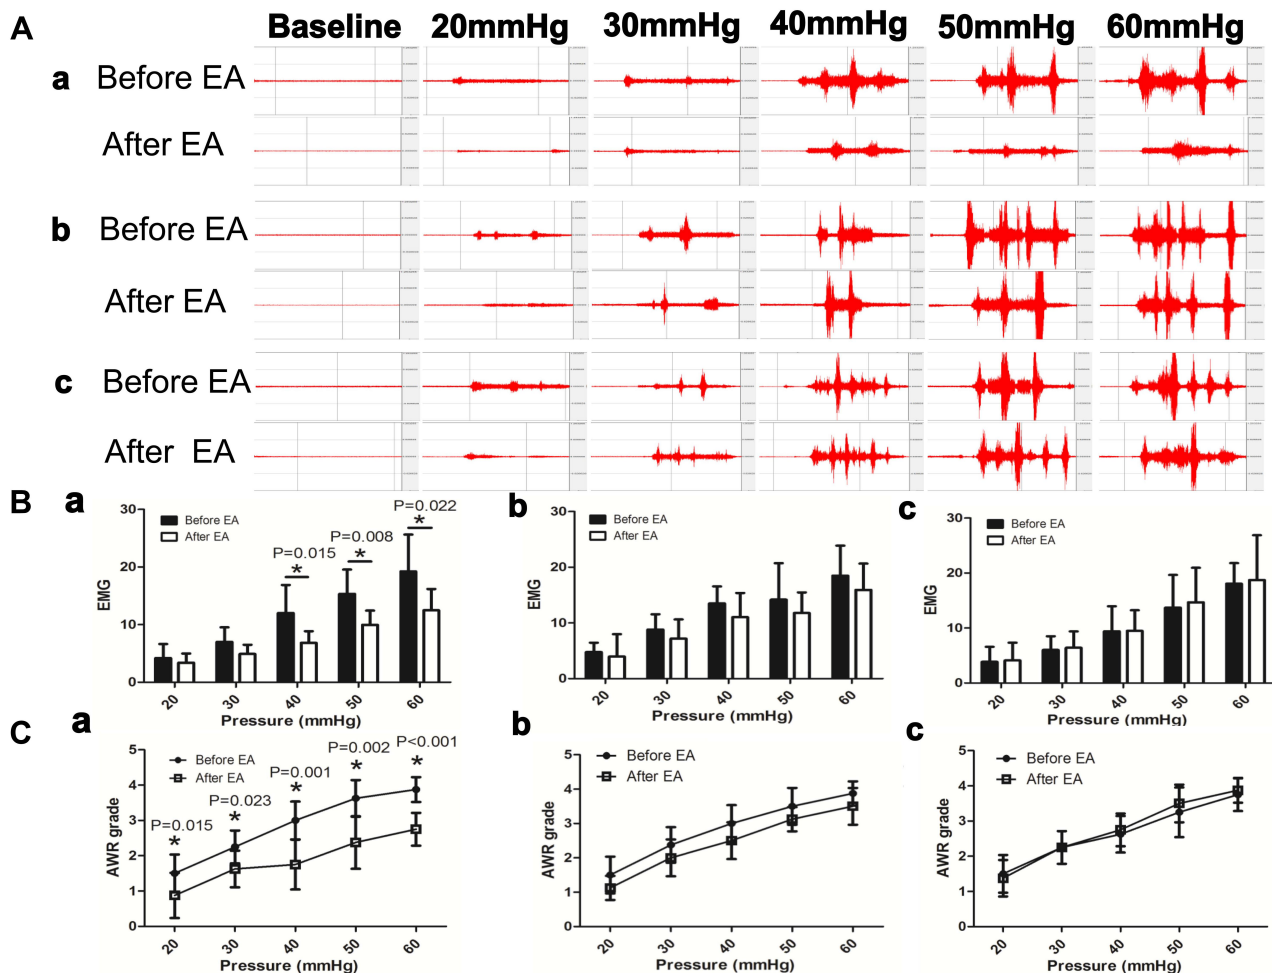 A
Baseline 20mmHg 30mmHg 40mmHg 50mmHg 60mmHg
a Before EA
After EA
b Before EA
After EA
c Before EA
After EA
B
a
30
20
10
0
EMG
Before EA
After EA
P=0.015
*
P=0.008
*
P=0.022
*
20 30 40 50 60
Pressure (mmHg)
b
30
20
10
0
EMG
Before EA
After EA
20 30 40 50 60
Pressure (mmHg)
c
30
20
10
0
EMG
Before EA
After EA
20 30 40 50 60
Pressure (mmHg)
C
a
5
4
3
2
1
0
AWR grade
Before EA
After EA
P=0.015
*
P=0.023
*
P=0.001
*
P=0.002
*
P<0.001
*
20 30 40 50 60
Pressure (mmHg)
b
5
4
3
2
1
0
AWR grade
Before EA
After EA
20 30 40 50 60
Pressure (mmHg)
c
5
4
3
2
1
0
AWR grade
Before EA
After EA
20 30 40 50 60
Pressure (mmHg)